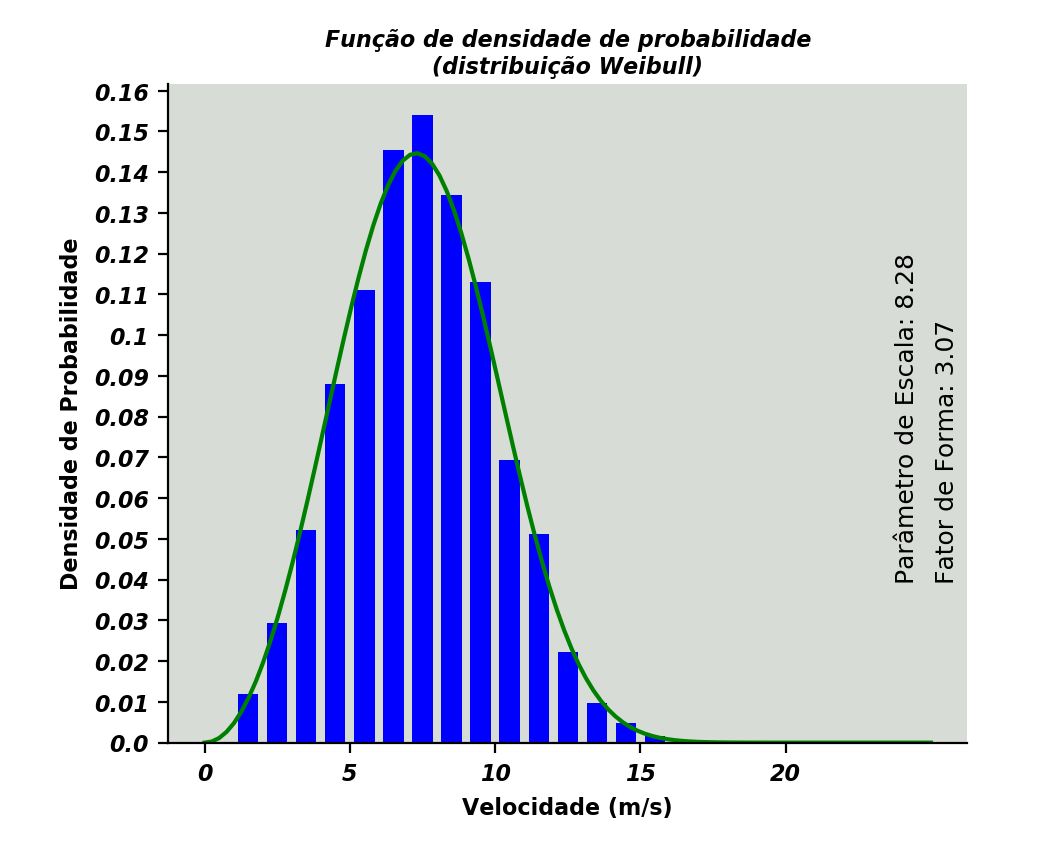 Função de densidade de probabilidade
(distribuição Weibull)
0.16
0.15
0.14
0.13
0.12
0.11
0.1
0.09
0.08
0.07
0.06
0.05
0.04
0.03
0.02
0.01
0.0
Densidade de Probabilidade
0 5 10 15 20
Velocidade (m/s)
Parâmetro de Escala: 8.28
Fator de Forma: 3.07